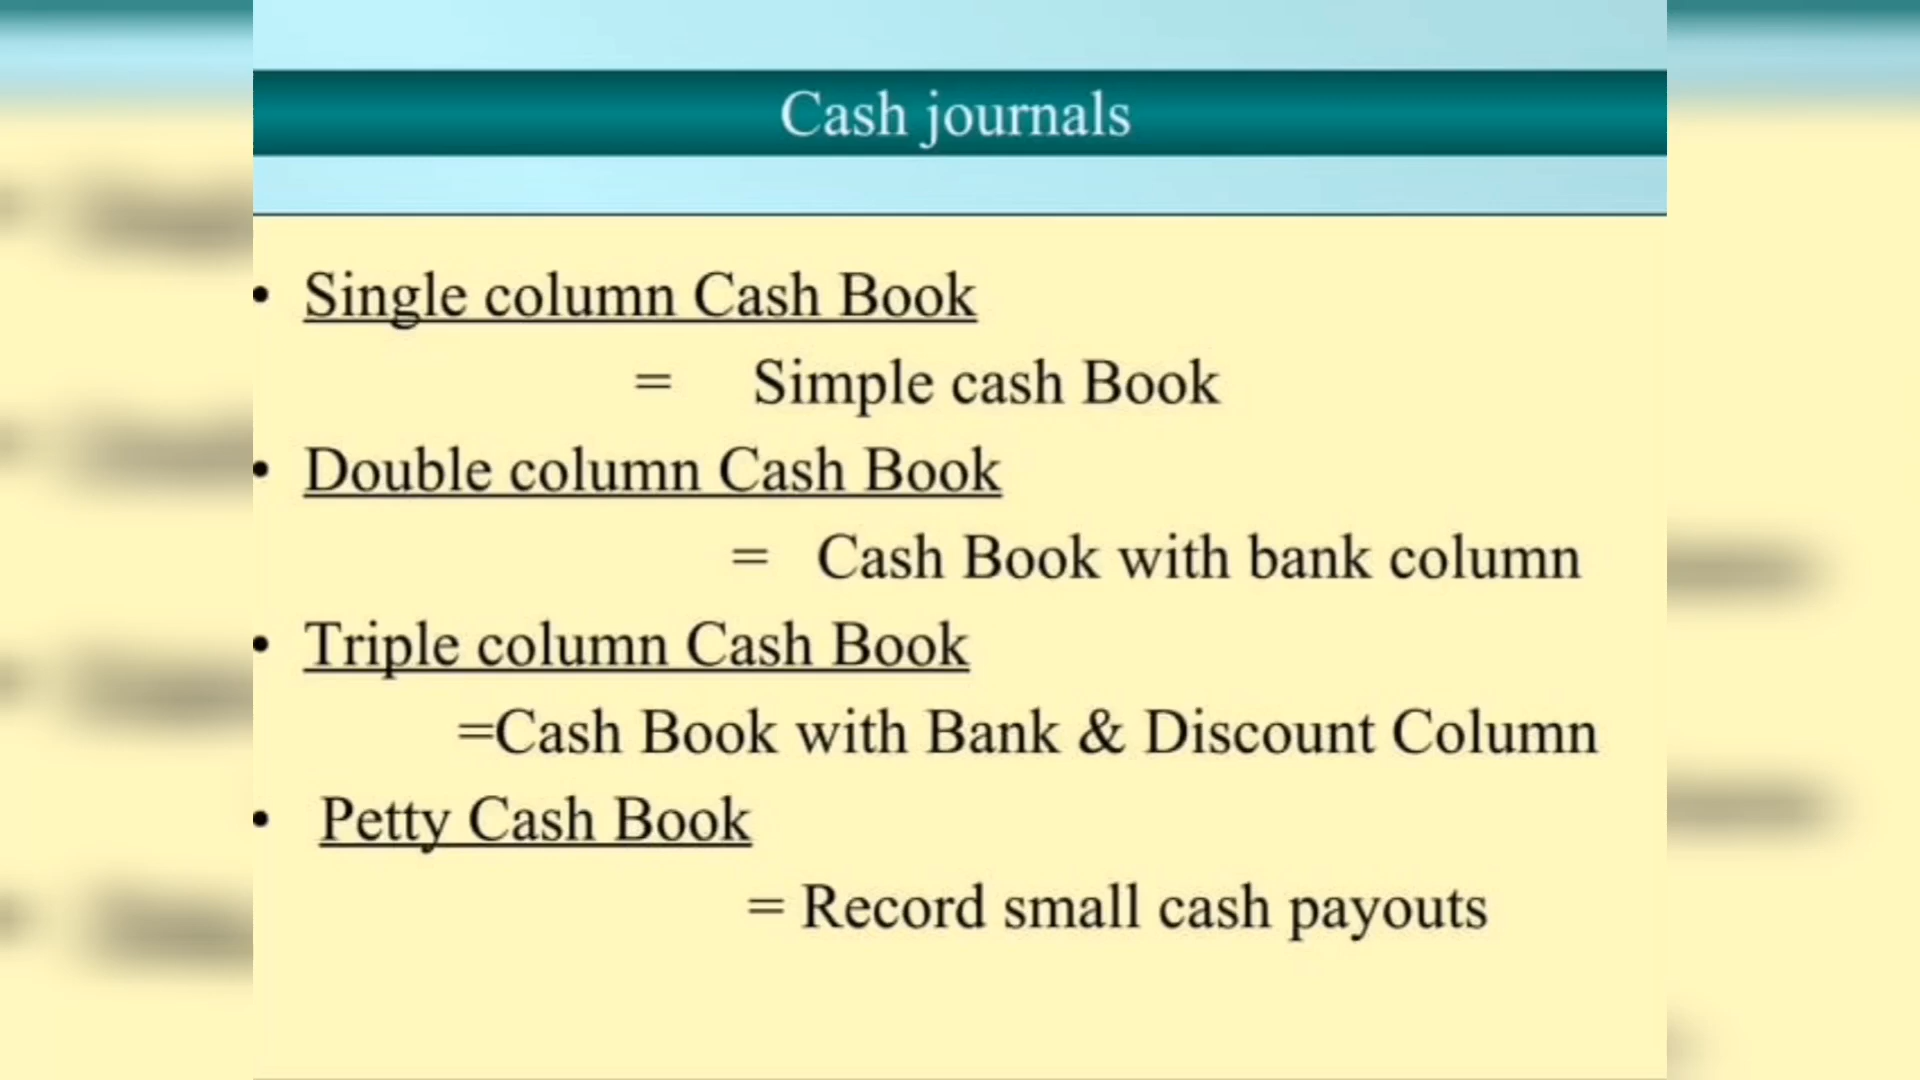 Cash journals
• Single column Cash Book
= Simple cash Book
• Double column Cash Book
= Cash Book with bank column
• Triple column Cash Book
=Cash Book with Bank & Discount Column
• Petty Cash Book
= Record small cash payouts